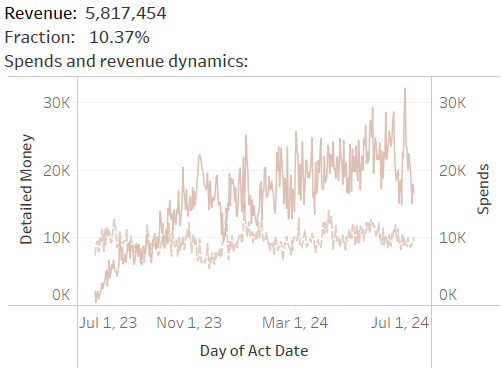 Revenue: 5,817,454
Fraction: 10.37%
Spends and revenue dynamics:
30K 30K
20K 20K
10K 10K
0K 0K
Detailed Money
Spends
Jul 1, 23 Nov 1, 23 Mar 1, 24 Jul 1, 24
Day of Act Date